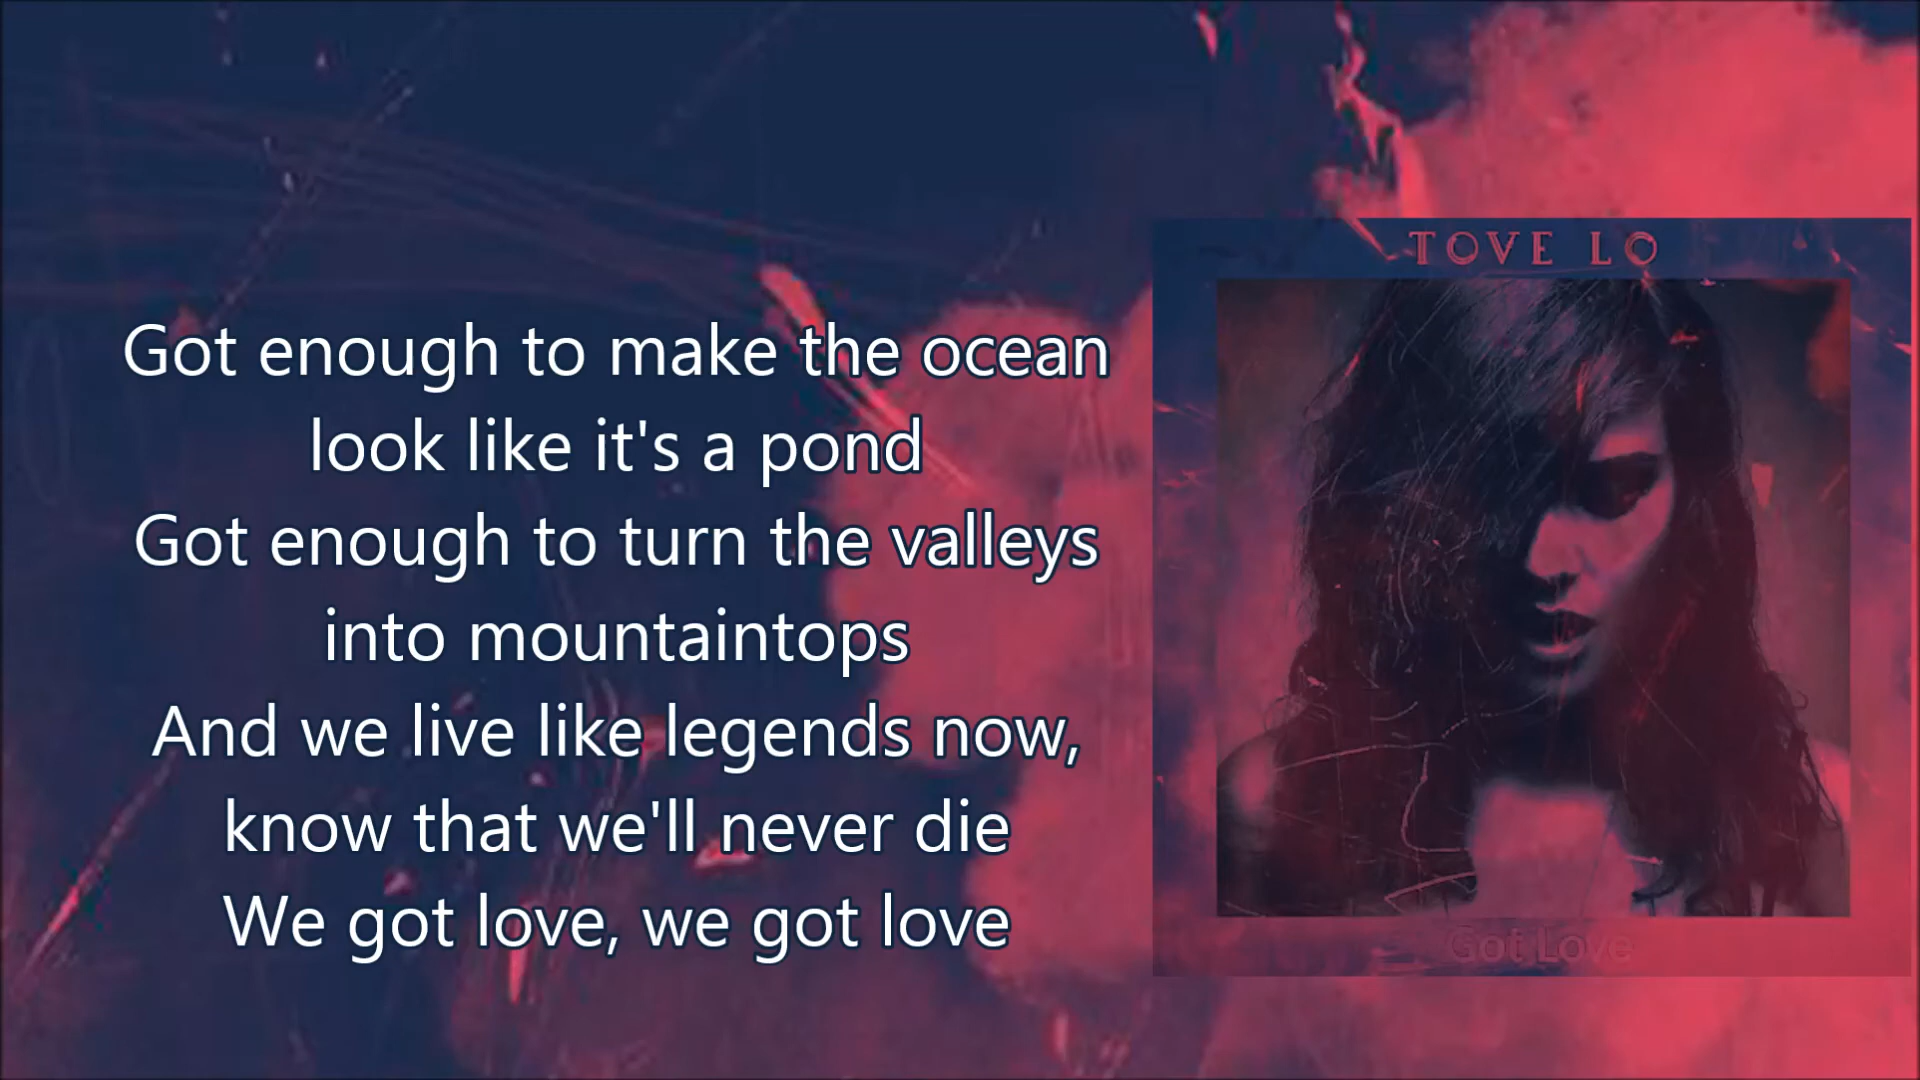 Got enough to make the ocean
look like it's a pond
Got enough to turn the valleys
into mountaintops
And we live like legends now,
know that we'll never die
We got love, we got love
TOVE LO
Got Love